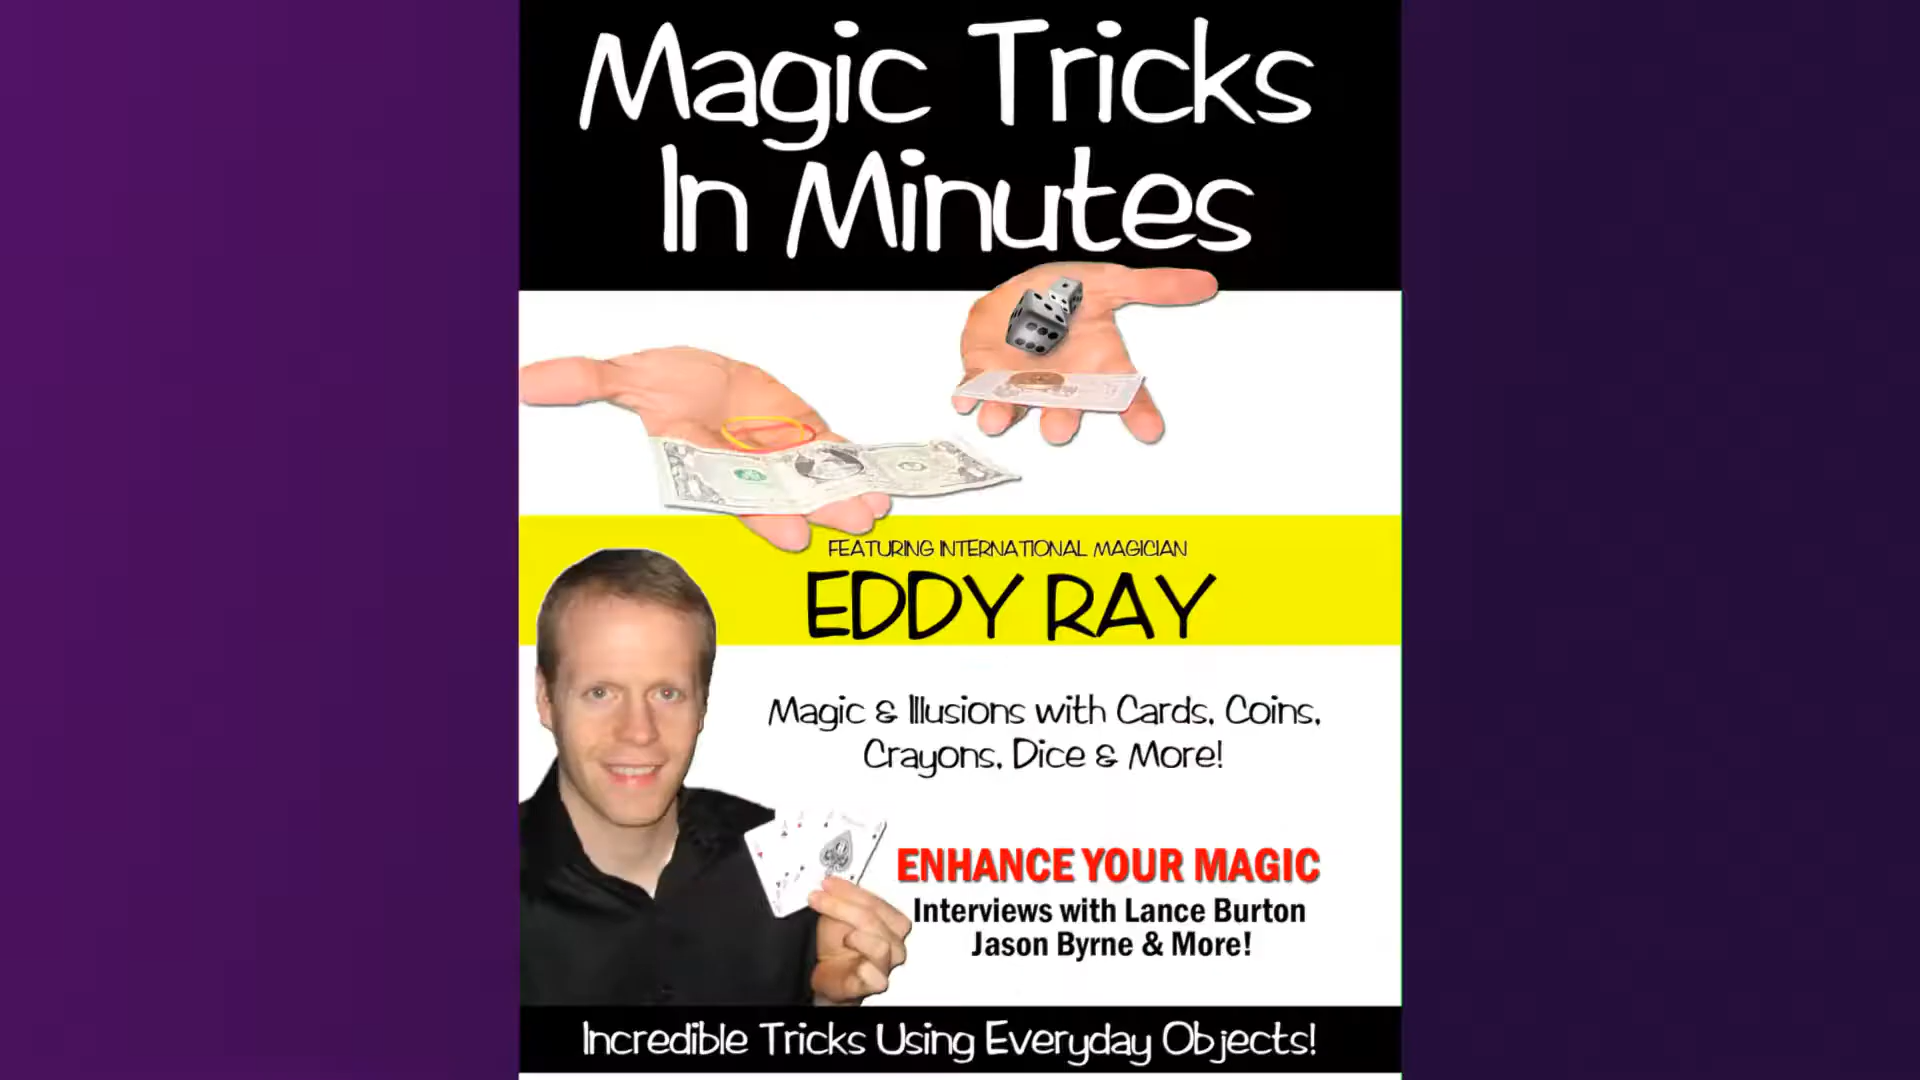 Magic Tricks
In Minutes
FEATURING INTERNATIONAL MAGICIAN
EDDY RAY
Magic & Illusions with Cards, Coins,
Crayons, Dice & More!
ENHANCE YOUR MAGIC
Interviews with Lance Burton
Jason Byrne & More!
Incredible Tricks Using Everyday Objects!